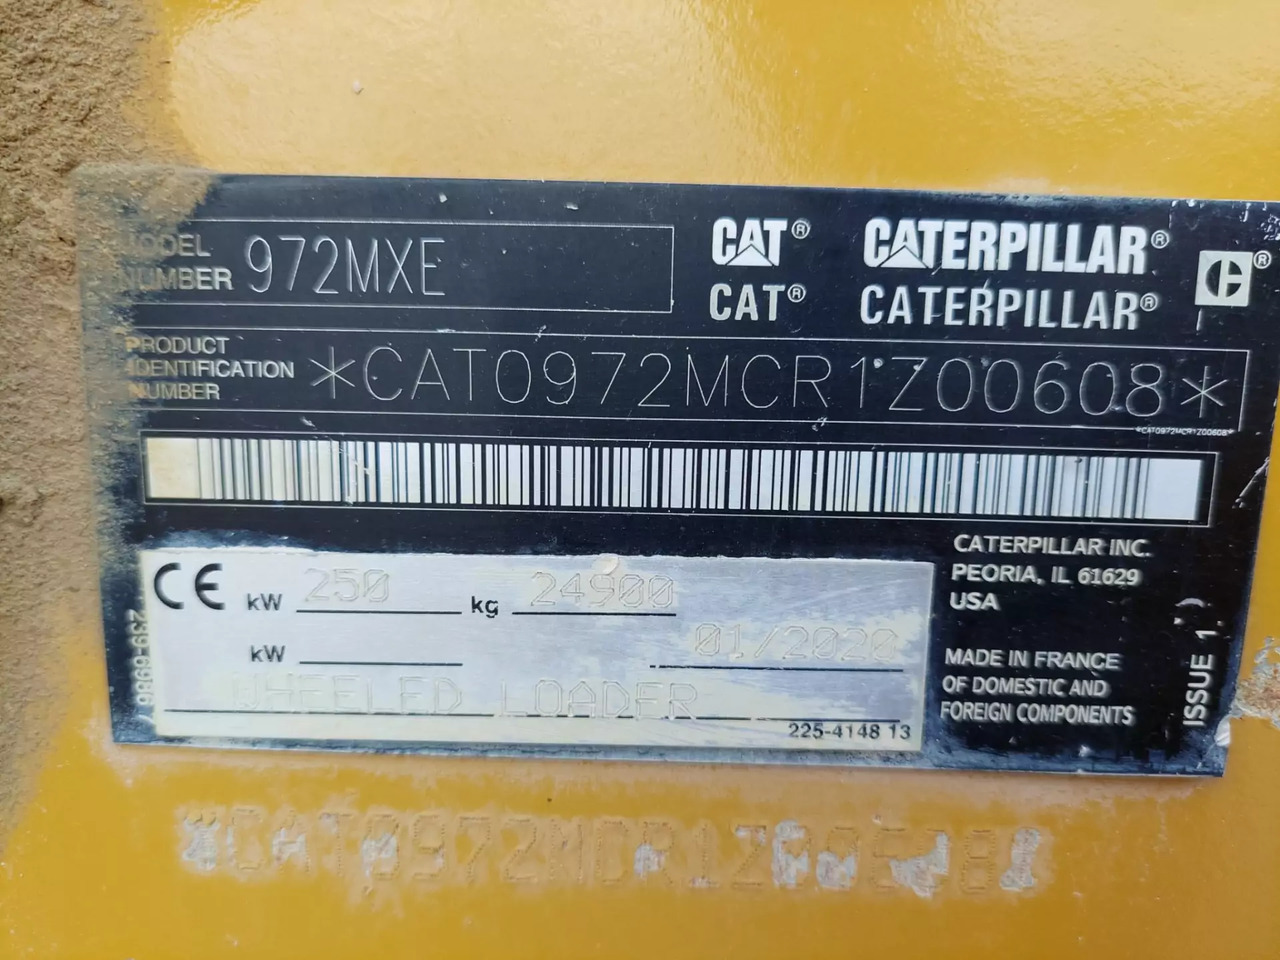 MODEL NUMBER 972MXE
CAT® CATERPILLAR®
CAT® CATERPILLAR®
PRODUCT IDENTIFICATION NUMBER *CAT0972MCR1Z00608*
*CAT0972MCR1Z00608*
CE kW 250 kg 24900
kW 01/2020
WHEELED LOADER
225-4148 13
CATERPILLAR INC.
PEORIA, IL 61629
USA
MADE IN FRANCE
OF DOMESTIC AND
FOREIGN COMPONENTS
ISSUE 1
*CAT0972MCR1Z00608*